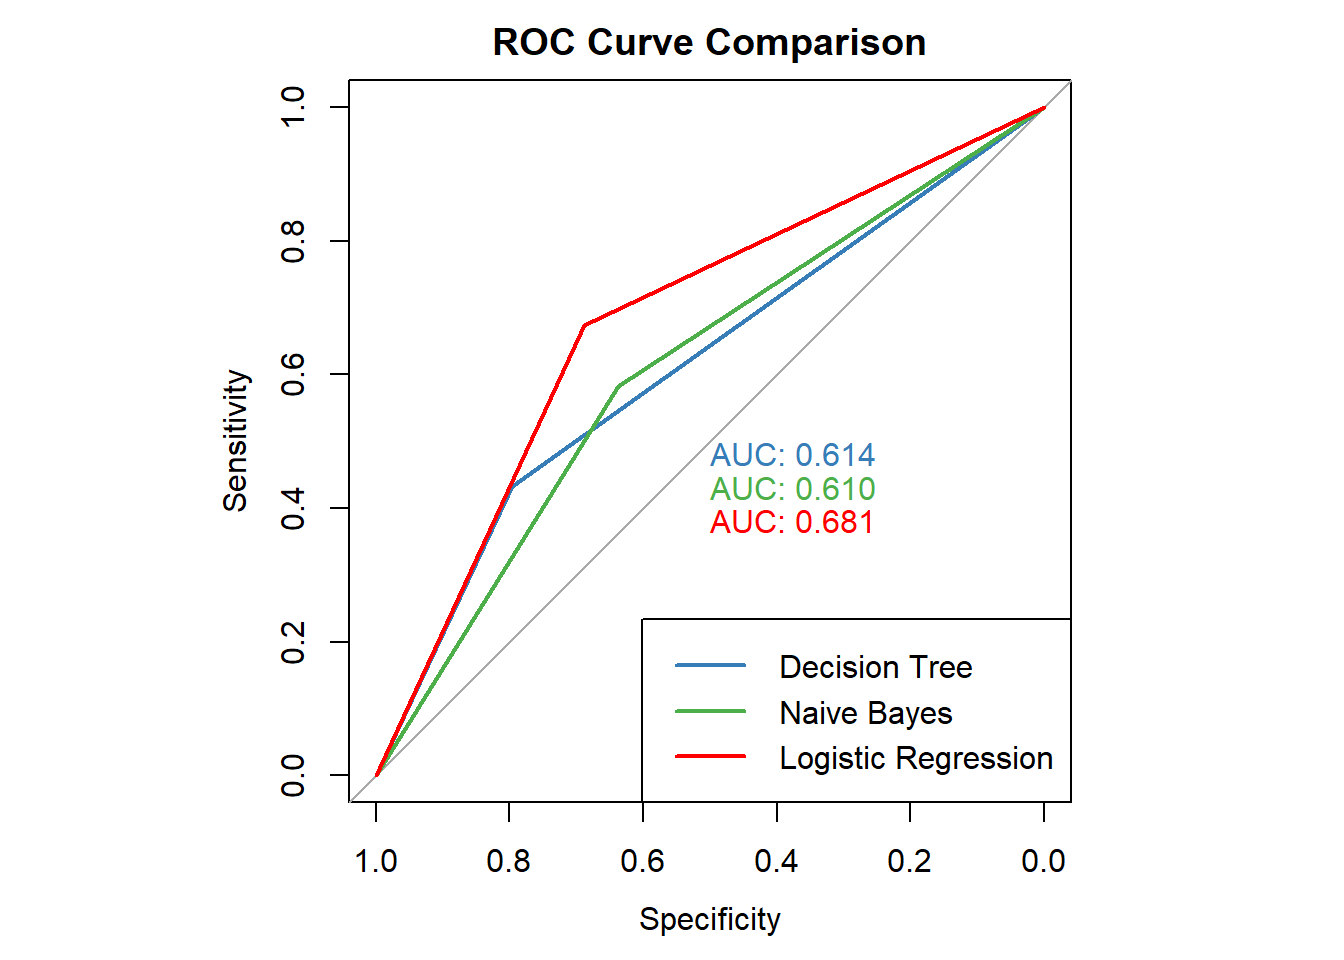 ROC Curve Comparison
1.0
0.8
0.6
0.4
0.2
0.0
Sensitivity
AUC: 0.614
AUC: 0.610
AUC: 0.681
Decision Tree
Naive Bayes
Logistic Regression
1.0 0.8 0.6 0.4 0.2 0.0
Specificity